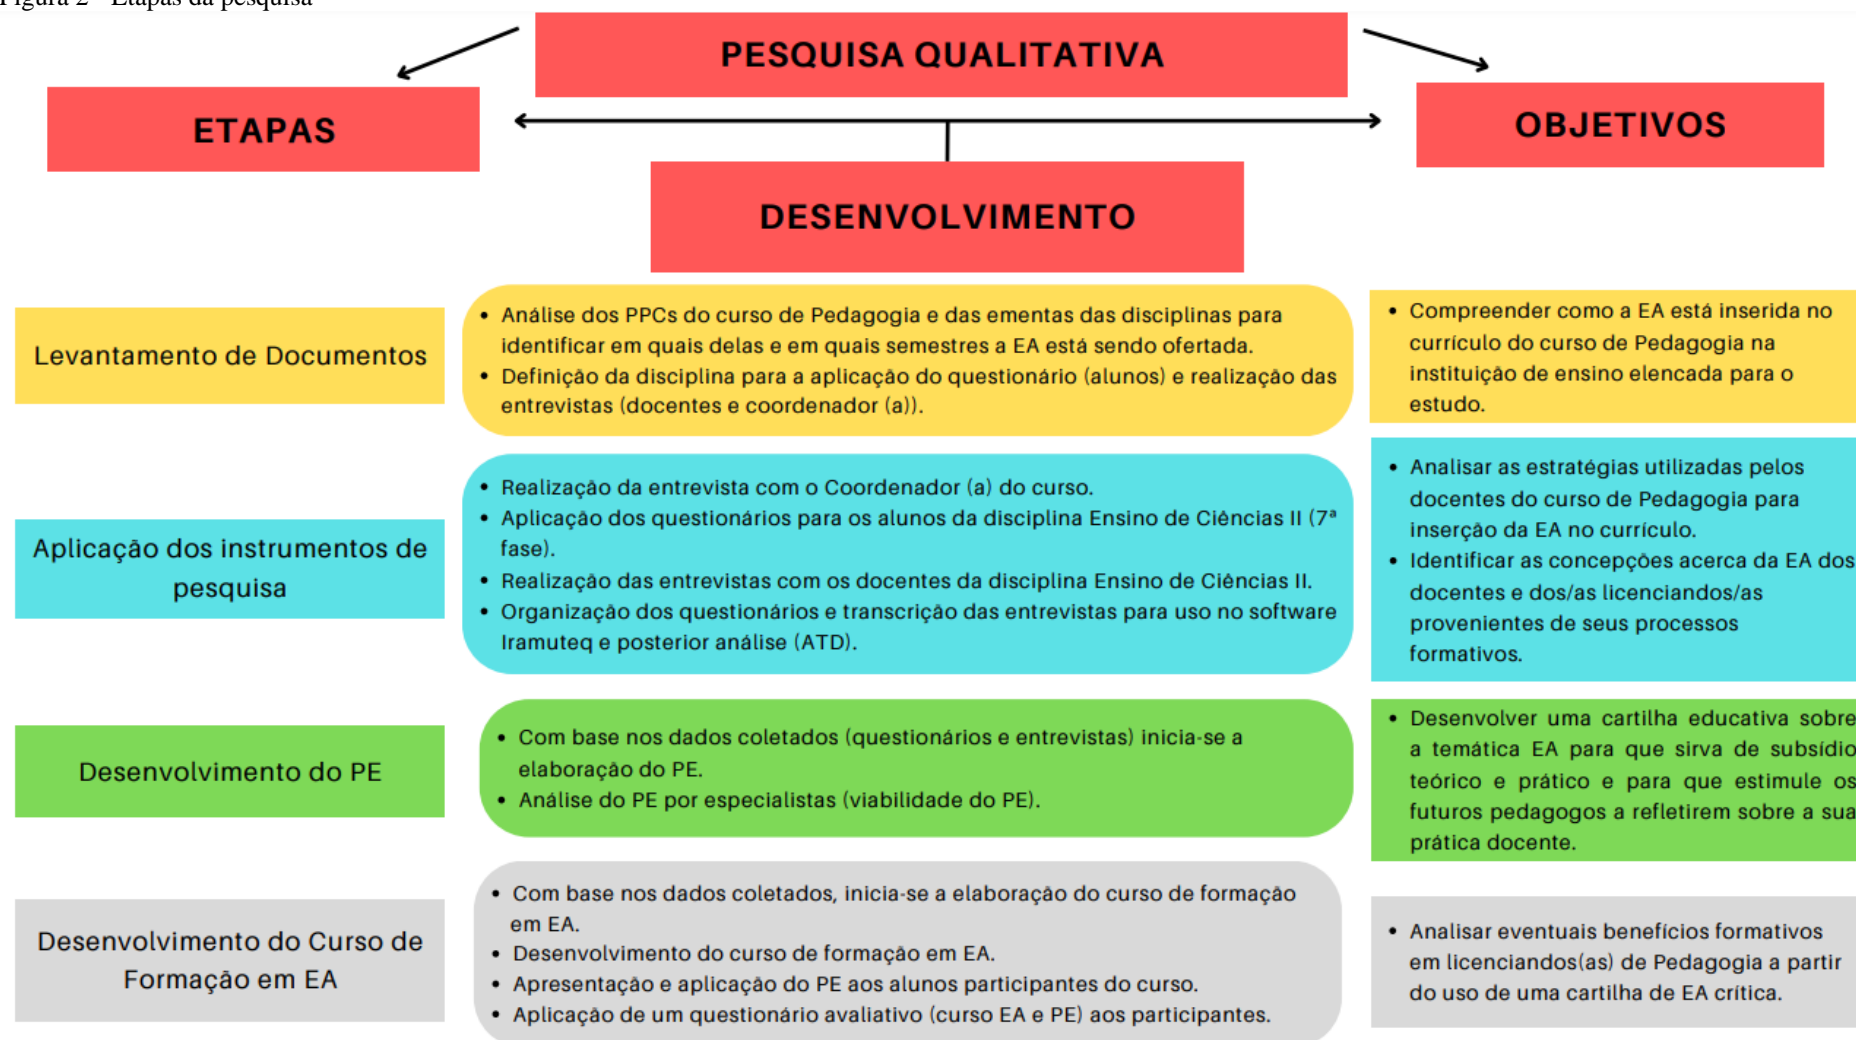 Figura 2 - Etapas da pesquisa
PESQUISA QUALITATIVA
ETAPAS
OBJETIVOS
DESENVOLVIMENTO
Levantamento de Documentos
• Análise dos PPCs do curso de Pedagogia e das ementas das disciplinas para
identificar em quais delas e em quais semestres a EA está sendo ofertada.
• Definição da disciplina para a aplicação do questionário (alunos) e realização das
entrevistas (docentes e coordenador (a)).
• Compreender como a EA está inserida no
currículo do curso de Pedagogia na
instituição de ensino elencada para o
estudo.
Aplicação dos instrumentos de
pesquisa
• Realização da entrevista com o Coordenador (a) do curso.
• Aplicação dos questionários para os alunos da disciplina Ensino de Ciências II (7ª
fase).
• Realização das entrevistas com os docentes da disciplina Ensino de Ciências II.
• Organização dos questionários e transcrição das entrevistas para uso no software
Iramuteq e posterior análise (ATD).
• Analisar as estratégias utilizadas pelos
docentes do curso de Pedagogia para
inserção da EA no currículo.
• Identificar as concepções acerca da EA dos
docentes e dos/as licenciandos/as
provenientes de seus processos
formativos.
Desenvolvimento do PE
• Com base nos dados coletados (questionários e entrevistas) inicia-se a
elaboração do PE.
• Análise do PE por especialistas (viabilidade do PE).
• Desenvolver uma cartilha educativa sobre
a temática EA para que sirva de subsídio
teórico e prático e para que estimule os
futuros pedagogos a refletirem sobre a sua
prática docente.
Desenvolvimento do Curso de
Formação em EA
• Com base nos dados coletados, inicia-se a elaboração do curso de formação
em EA.
• Desenvolvimento do curso de formação em EA.
• Apresentação e aplicação do PE aos alunos participantes do curso.
• Aplicação de um questionário avaliativo (curso EA e PE) aos participantes.
• Analisar eventuais benefícios formativos
em licenciandos(as) de Pedagogia a partir
do uso de uma cartilha de EA crítica.